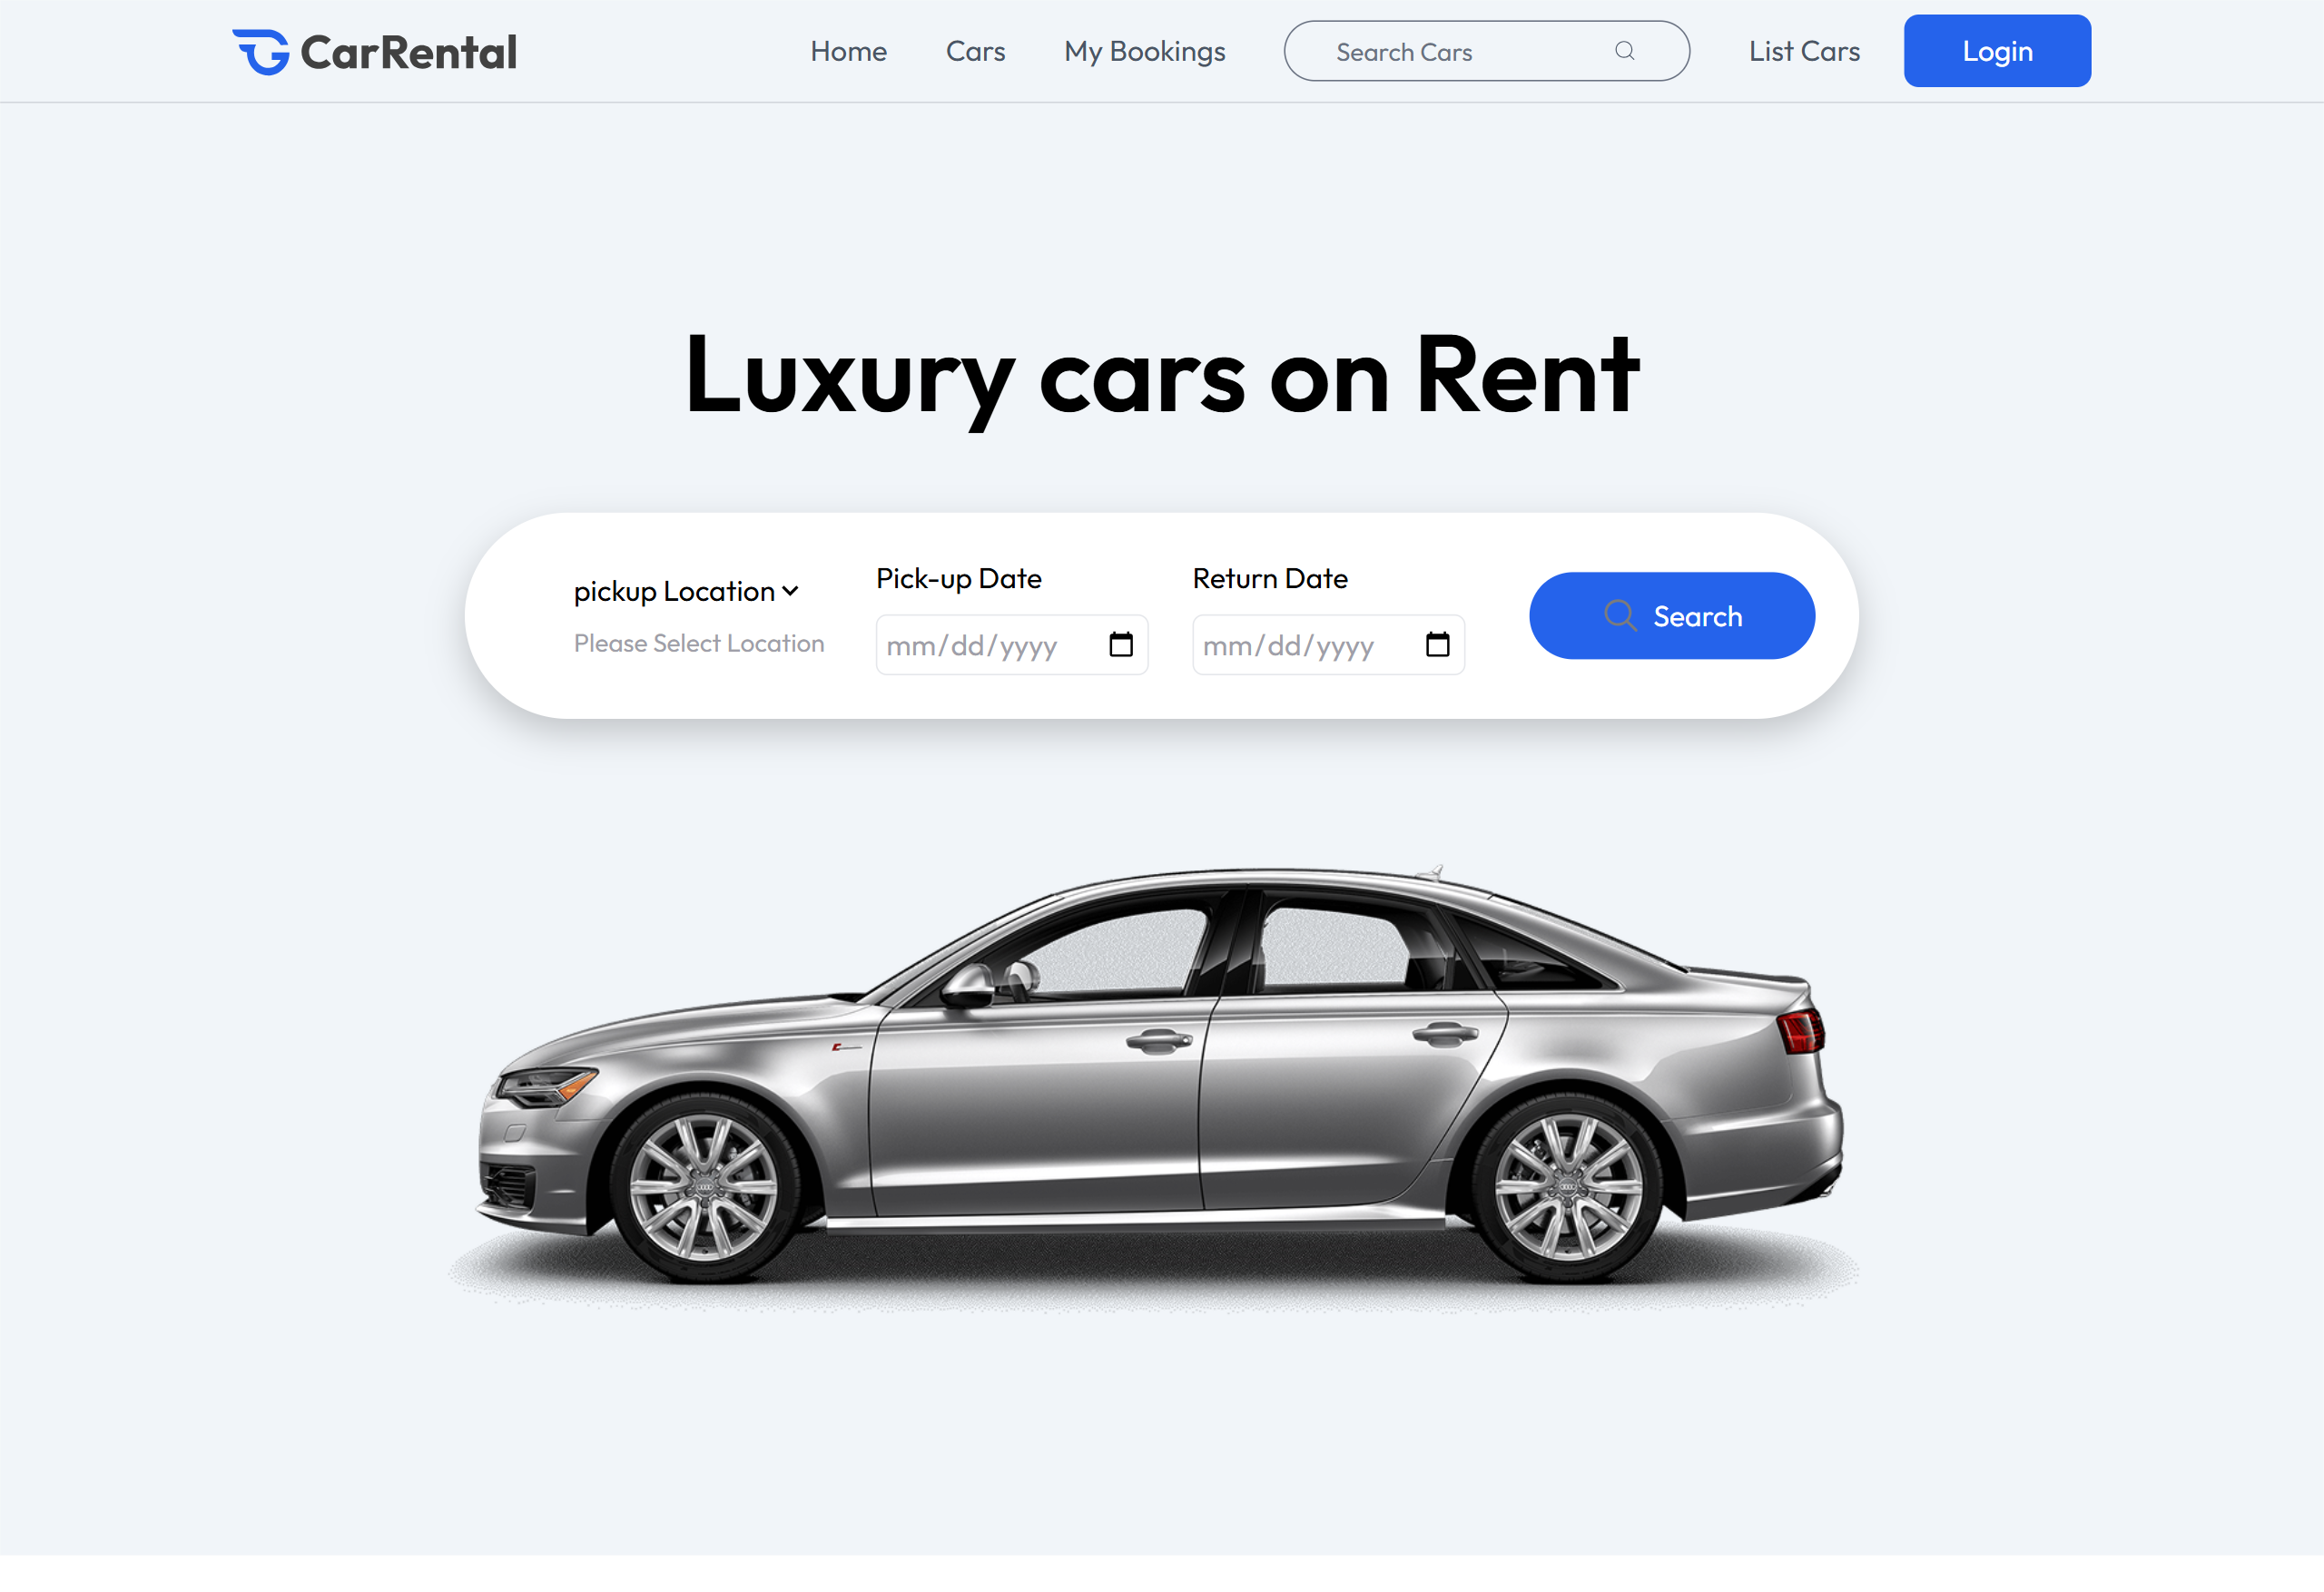 CarRental
Home
Cars
My Bookings
Search Cars
List Cars
Login
Luxury cars on Rent
pickup Location
Please Select Location
Pick-up Date
mm/dd/yyyy
Return Date
mm/dd/yyyy
Search